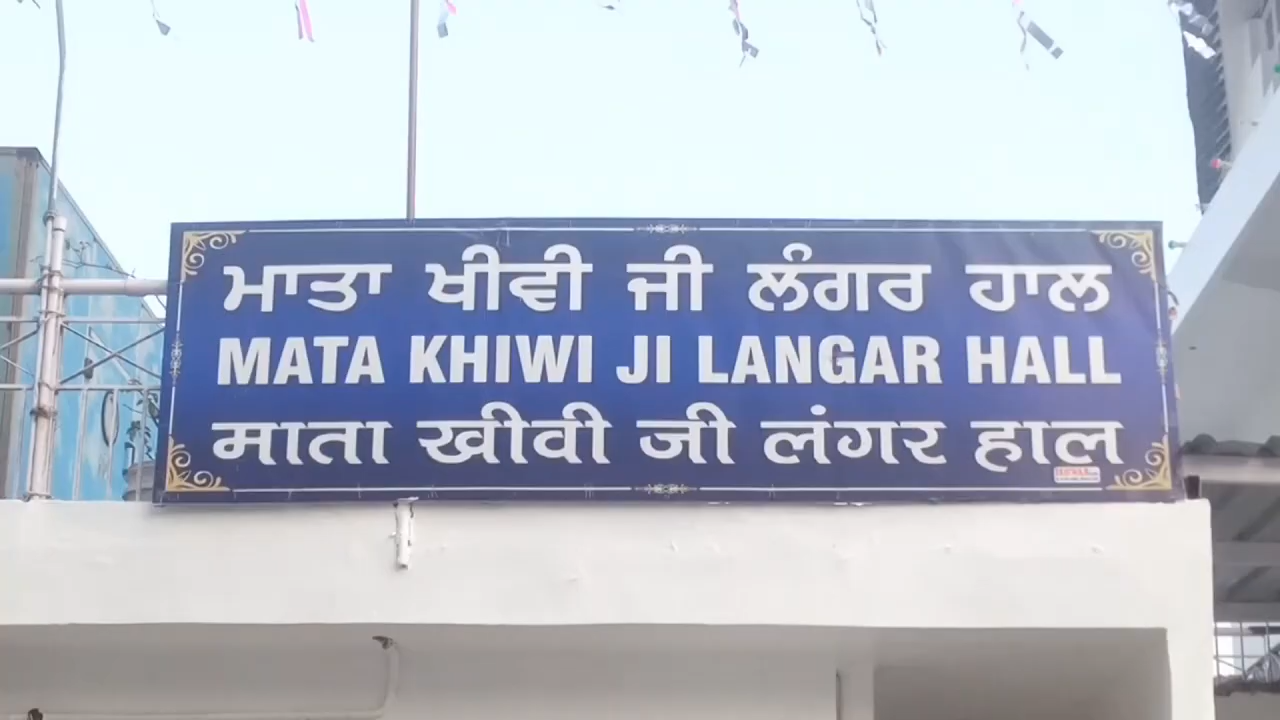 ਮਾਤਾ ਖੀਵੀ ਜੀ ਲੰਗਰ ਹਾਲ
MATA KHIWI JI LANGAR HALL
माता खीवी जी लंगर हाल